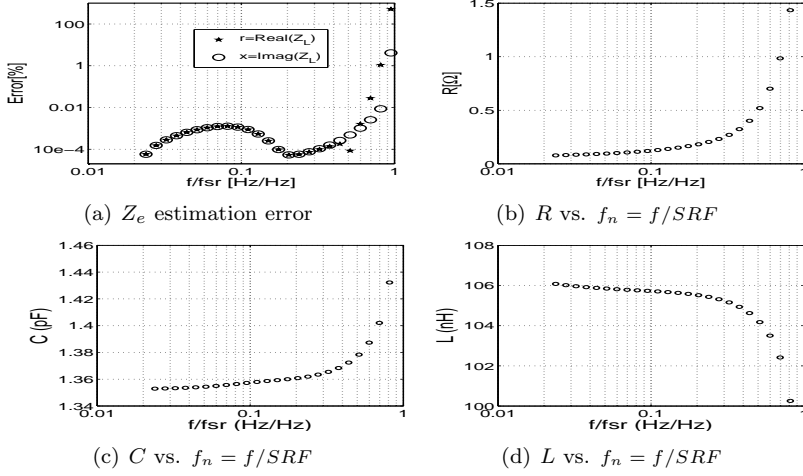 100
1
0.01
10e−4
Error[%]
r=Real(Z_L)
x=Imag(Z_L)
0.01
0.1
1
f/fsr [Hz/Hz]
(a) Z_e estimation error
1.5
1
0.5
0
R[Ω]
0.01
0.1
1
f/fsr [Hz/Hz]
(b) R vs. f_n = f/SRF
1.46
1.44
1.42
1.4
1.38
1.36
1.34
C (pF)
0.01
0.1
1
f/fsr (Hz/Hz)
(c) C vs. f_n = f/SRF
108
106
104
102
100
L (nH)
0.01
0.1
1
f/fsr (Hz/Hz)
(d) L vs. f_n = f/SRF